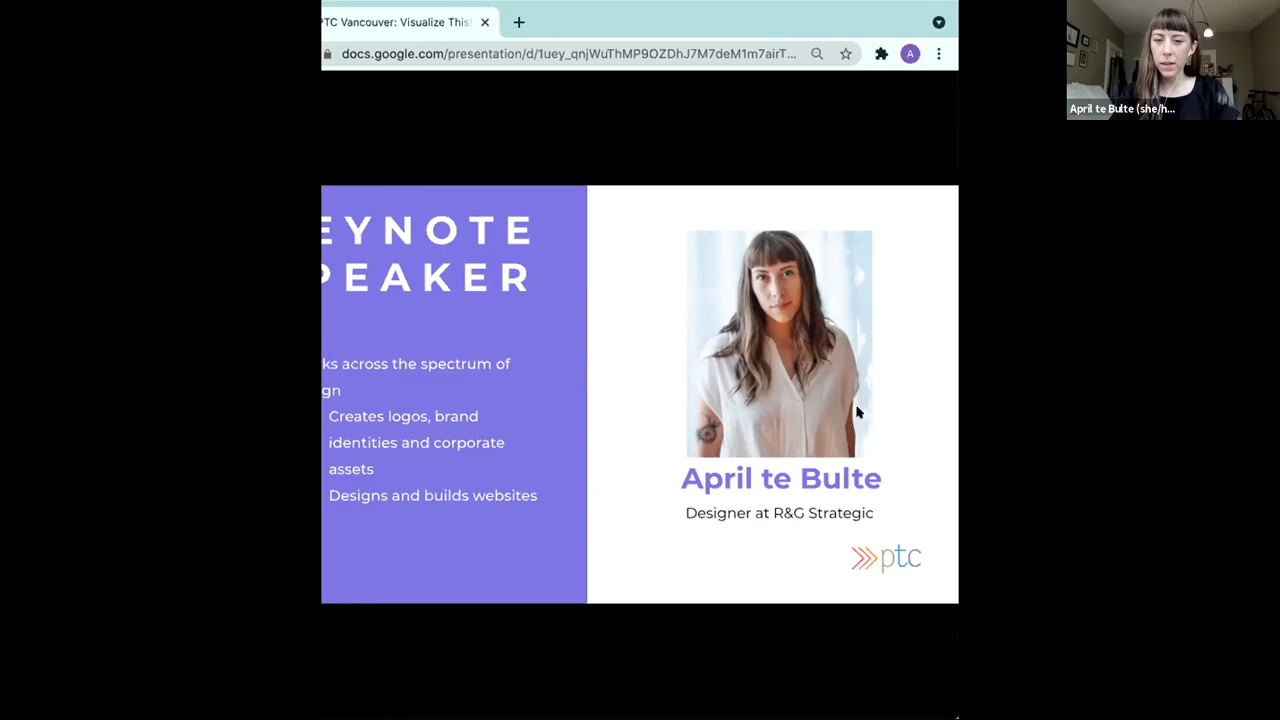 PTC Vancouver: Visualize This!
docs.google.com/presentation/d/1uey_qnjWuThMP9OZDhJ7M7deM1m7airT...
A
April te Bulte (she/h...
EYNOTE
PEAKER
ks across the spectrum of
gn
Creates logos, brand
identities and corporate
assets
Designs and builds websites
April te Bulte
Designer at R&G Strategic
ptc